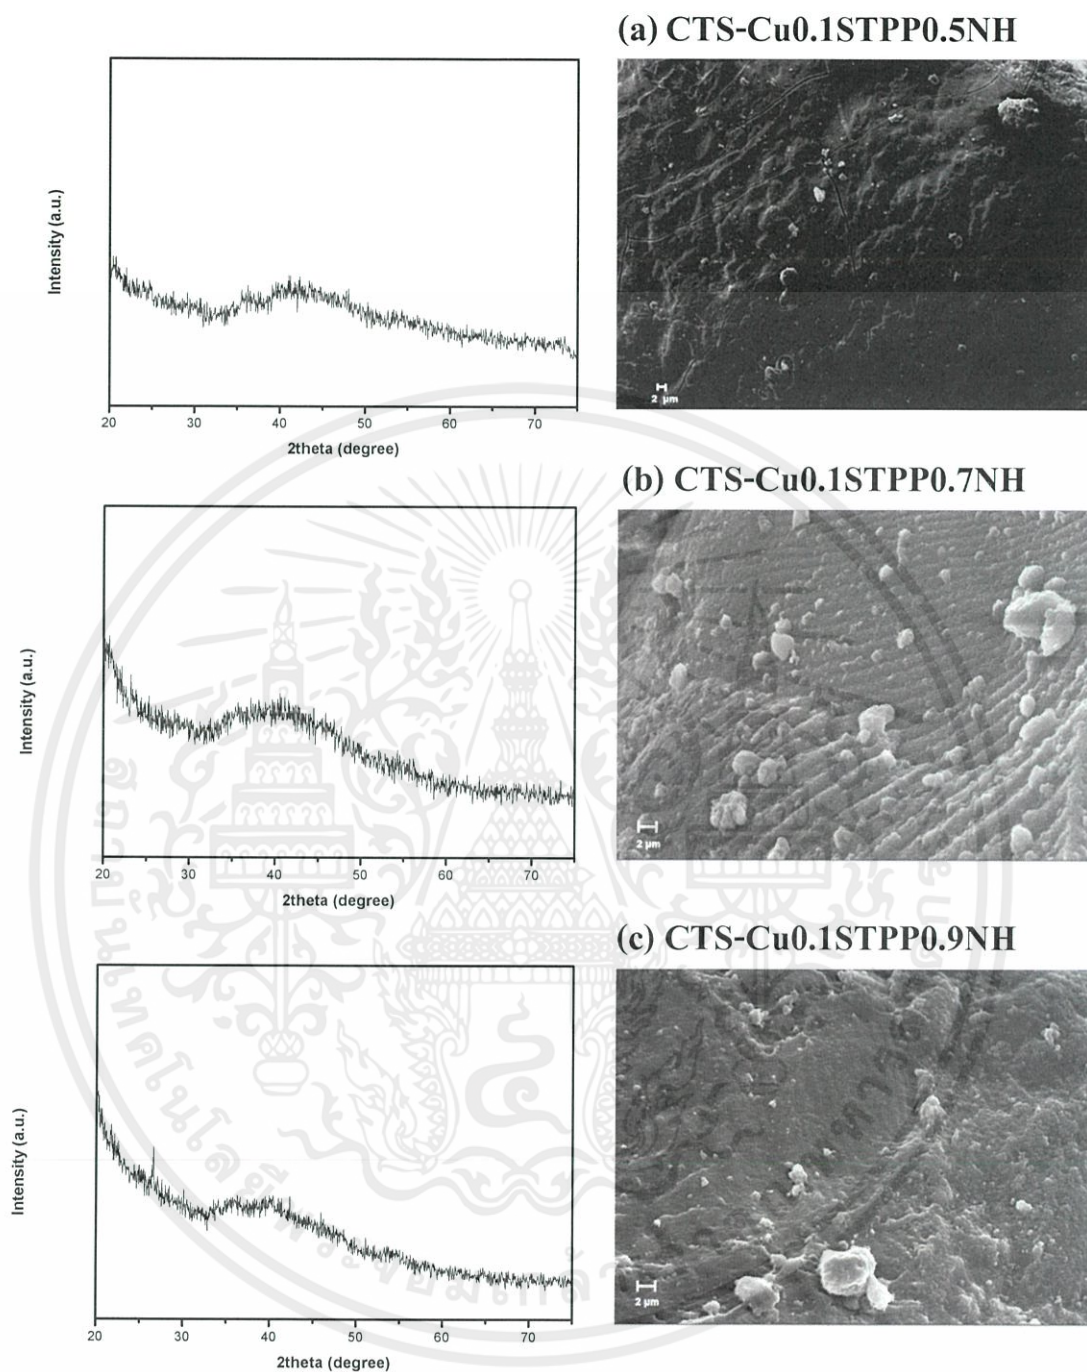 (a) CTS-Cu0.1STPP0.5NH
Intensity (a.u.)
20 30 40 50 60 70
2theta (degree)
2 µm
(b) CTS-Cu0.1STPP0.7NH
Intensity (a.u.)
20 30 40 50 60 70
2theta (degree)
2 µm
(c) CTS-Cu0.1STPP0.9NH
Intensity (a.u.)
20 30 40 50 60 70
2theta (degree)
2 µm